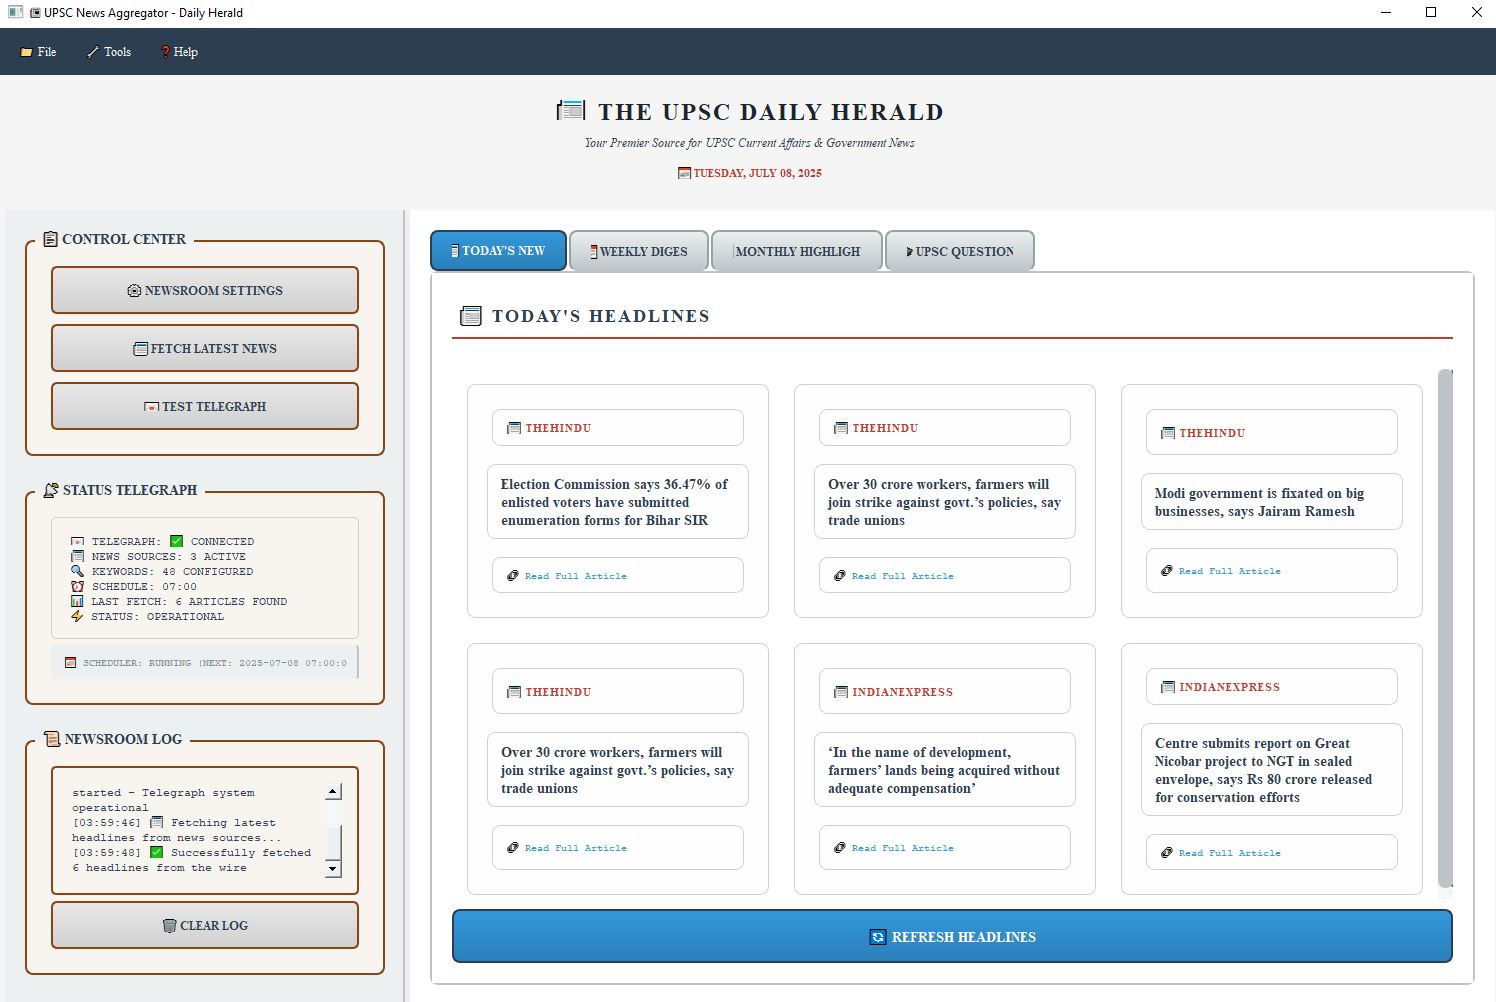 UPSC News Aggregator - Daily Herald
File
Tools
Help
THE UPSC DAILY HERALD
Your Premier Source for UPSC Current Affairs & Government News
TUESDAY, JULY 08, 2025
CONTROL CENTER
NEWSROOM SETTINGS
FETCH LATEST NEWS
TEST TELEGRAPH
STATUS TELEGRAPH
TELEGRAPH: ✅ CONNECTED
NEWS SOURCES: 3 ACTIVE
KEYWORDS: 48 CONFIGURED
SCHEDULE: 07:00
LAST FETCH: 6 ARTICLES FOUND
STATUS: OPERATIONAL
SCHEDULER: RUNNING (NEXT: 2025-07-08 07:00:0
NEWSROOM LOG
started – Telegraph system
operational
[03:59:46] Fetching latest
headlines from news sources...
[03:59:48] ✅ Successfully fetched
6 headlines from the wire
CLEAR LOG
TODAY'S NEW
WEEKLY DIGES
MONTHLY HIGHLIGH
UPSC QUESTION
TODAY'S HEADLINES
THEHINDU
Election Commission says 36.47% of
enlisted voters have submitted
enumeration forms for Bihar SIR
Read Full Article
THEHINDU
Over 30 crore workers, farmers will
join strike against govt.’s policies, say
trade unions
Read Full Article
THEHINDU
Modi government is fixated on big
businesses, says Jairam Ramesh
Read Full Article
THEHINDU
Over 30 crore workers, farmers will
join strike against govt.’s policies, say
trade unions
Read Full Article
INDIANEXPRESS
‘In the name of development,
farmers’ lands being acquired without
adequate compensation’
Read Full Article
INDIANEXPRESS
Centre submits report on Great
Nicobar project to NGT in sealed
envelope, says Rs 80 crore released
for conservation efforts
Read Full Article
REFRESH HEADLINES